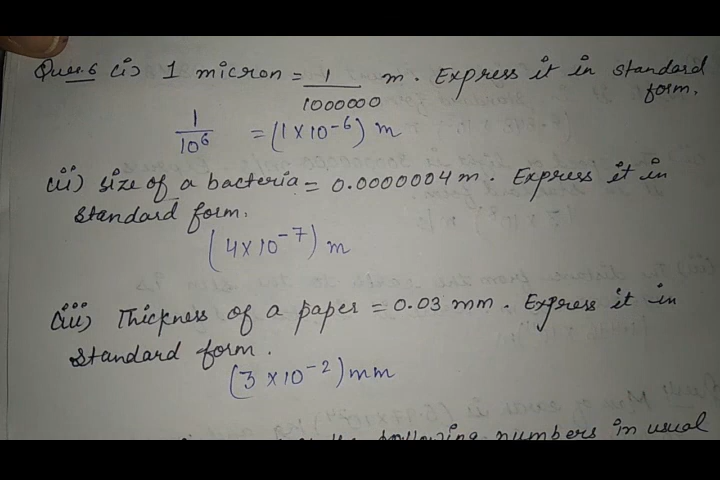 Ques.6 (i) 1 micron = 1/1000000 m. Express it in standard form.
1/10⁶ = (1×10⁻⁶) m
(ii) size of a bacteria = 0.0000004 m. Express it in
standard form.
(4×10⁻⁷) m
(iii) Thickness of a paper = 0.03 mm. Express it in
standard form.
(3×10⁻²) mm
following numbers in usual